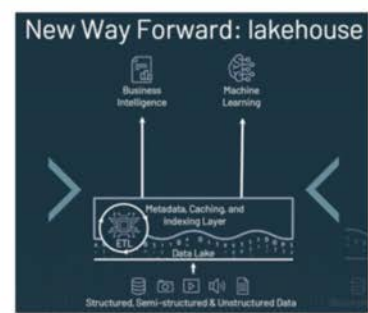 New Way Forward: lakehouse
Business
Intelligence
Machine
Learning
Metadata, Caching, and
Indexing Layer
ETL
Data Lake
Structured, Semi-structured & Unstructured Data